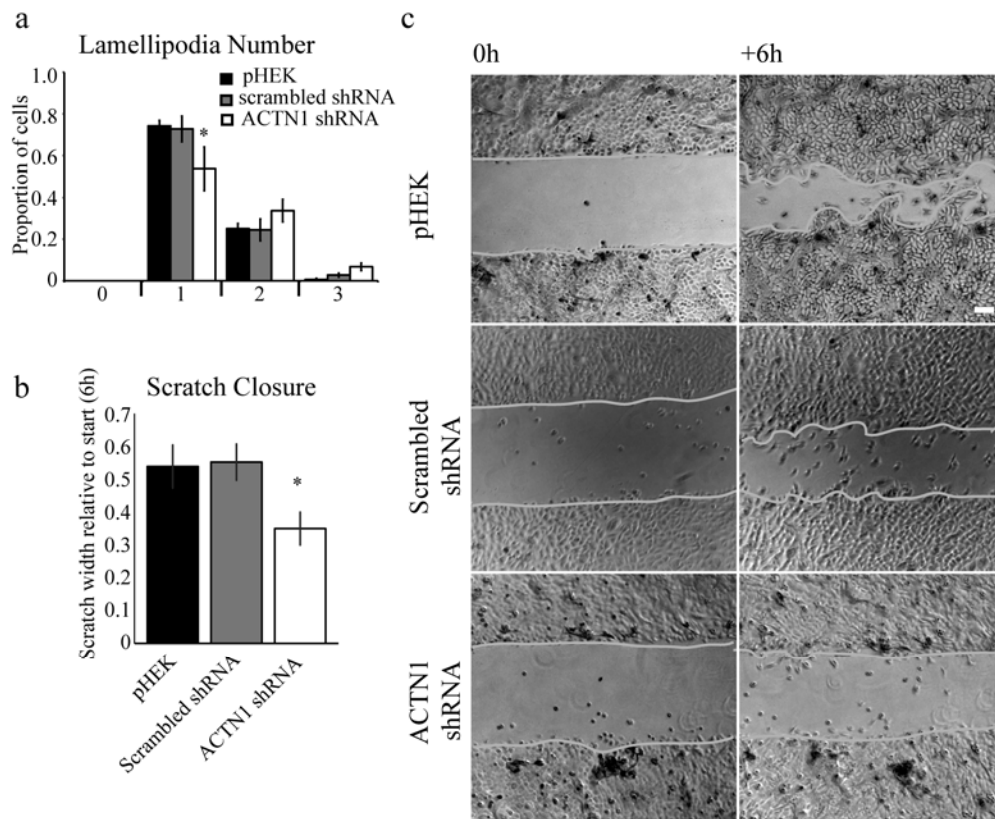 a
Lamellipodia Number
Proportion of cells
1.0
0.8
0.6
0.4
0.2
0
pHEK
scrambled shRNA
ACTN1 shRNA
*
0 1 2 3
b
Scratch Closure
Scratch width relative to start (6h)
0.7
0.6
0.5
0.4
0.3
0.2
0.1
0
*
pHEK
Scrambled shRNA
ACTN1 shRNA
c
0h +6h
pHEK
Scrambled
shRNA
ACTN1
shRNA